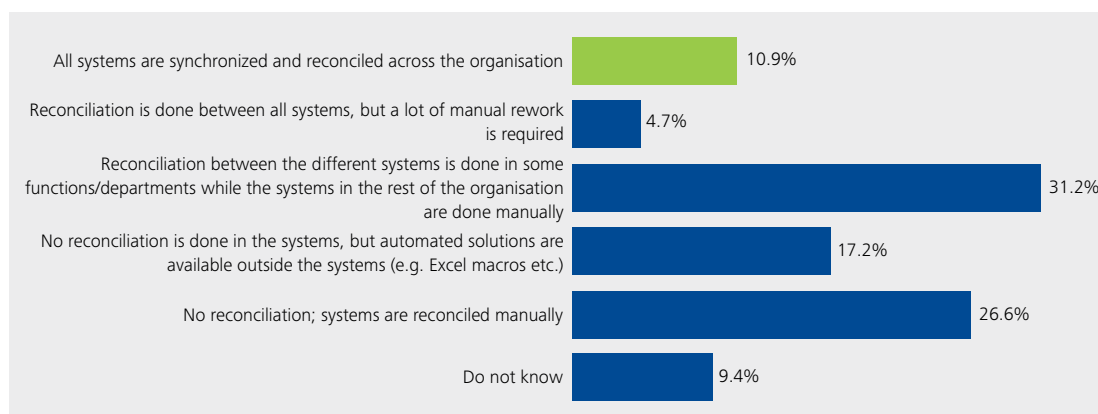 All systems are synchronized and reconciled across the organisation
10.9%
Reconciliation is done between all systems, but a lot of manual rework
is required
4.7%
Reconciliation between the different systems is done in some
functions/departments while the systems in the rest of the organisation
are done manually
31.2%
No reconciliation is done in the systems, but automated solutions are
available outside the systems (e.g. Excel macros etc.)
17.2%
No reconciliation; systems are reconciled manually
26.6%
Do not know
9.4%